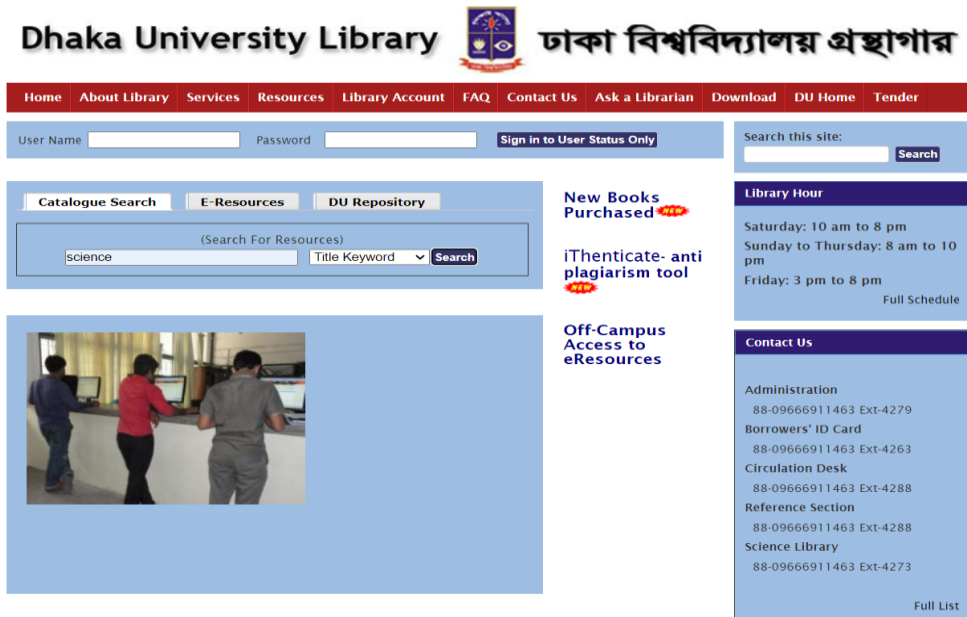 Dhaka University Library
ঢাকা বিশ্ববিদ্যালয় গ্রন্থাগার
Home About Library Services Resources Library Account FAQ Contact Us Ask a Librarian Download DU Home Tender
User Name Password Sign in to User Status Only
Search this site:
Search
Catalogue Search E-Resources DU Repository
(Search For Resources)
science Title Keyword Search
New Books
Purchased NEW
iThenticate- anti
plagiarism tool
NEW
Off-Campus
Access to
eResources
Library Hour
Saturday: 10 am to 8 pm
Sunday to Thursday: 8 am to 10
pm
Friday: 3 pm to 8 pm
Full Schedule
Contact Us
Administration
88-09666911463 Ext-4279
Borrowers' ID Card
88-09666911463 Ext-4263
Circulation Desk
88-09666911463 Ext-4288
Reference Section
88-09666911463 Ext-4288
Science Library
88-09666911463 Ext-4273
Full List